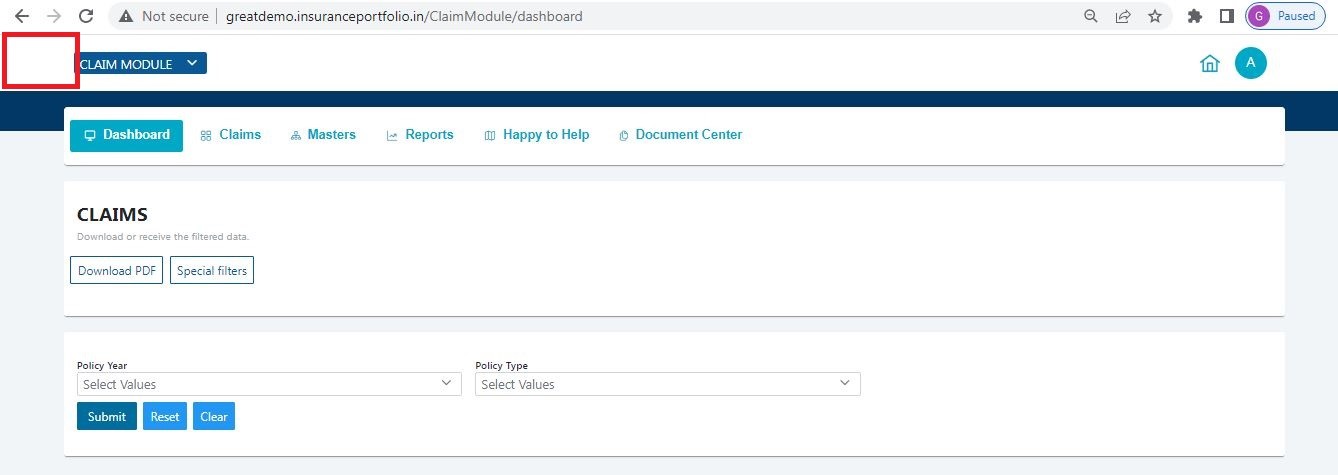 Not secure greatdemo.insuranceportfolio.in/ClaimModule/dashboard G Paused
CLAIM MODULE A
Dashboard Claims Masters Reports Happy to Help Document Center
CLAIMS
Download or receive the filtered data.
Download PDF Special filters
Policy Year Policy Type
Select Values Select Values
Submit Reset Clear